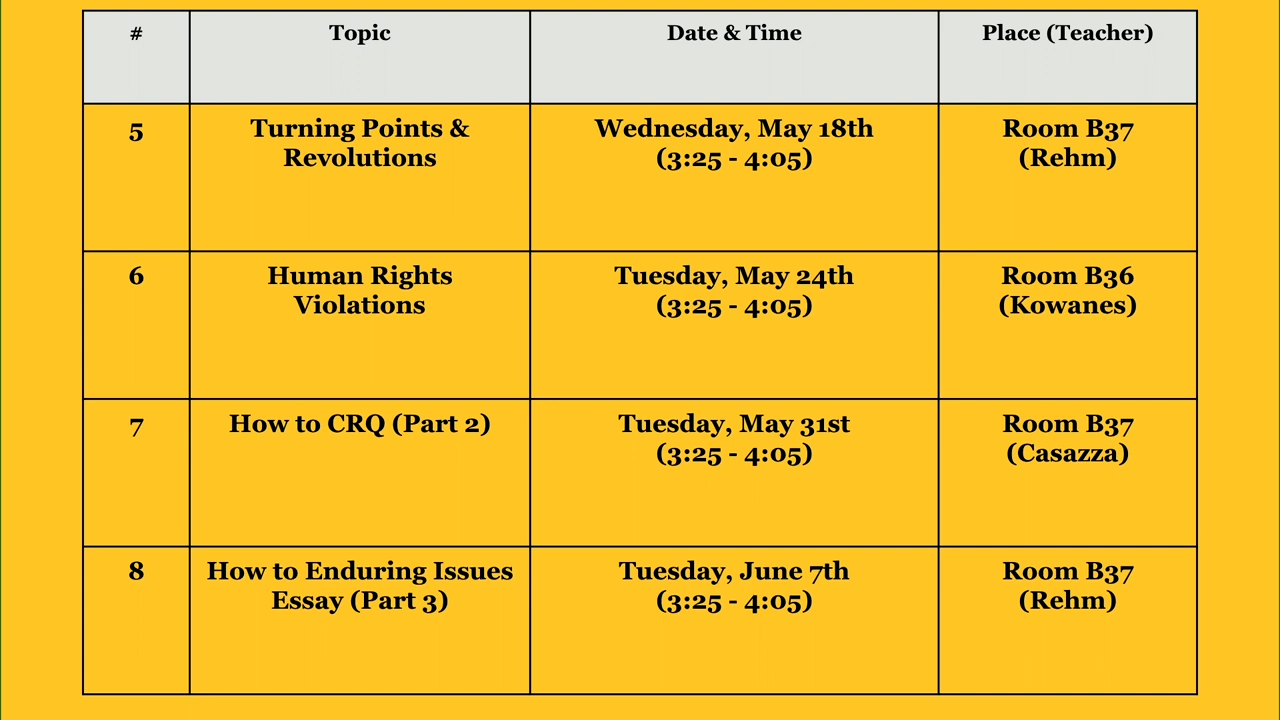 # Topic Date & Time Place (Teacher)
5 Turning Points & Wednesday, May 18th Room B37
Revolutions (3:25 - 4:05) (Rehm)
6 Human Rights Tuesday, May 24th Room B36
Violations (3:25 - 4:05) (Kowanes)
7 How to CRQ (Part 2) Tuesday, May 31st Room B37
(3:25 - 4:05) (Casazza)
8 How to Enduring Issues Tuesday, June 7th Room B37
Essay (Part 3) (3:25 - 4:05) (Rehm)